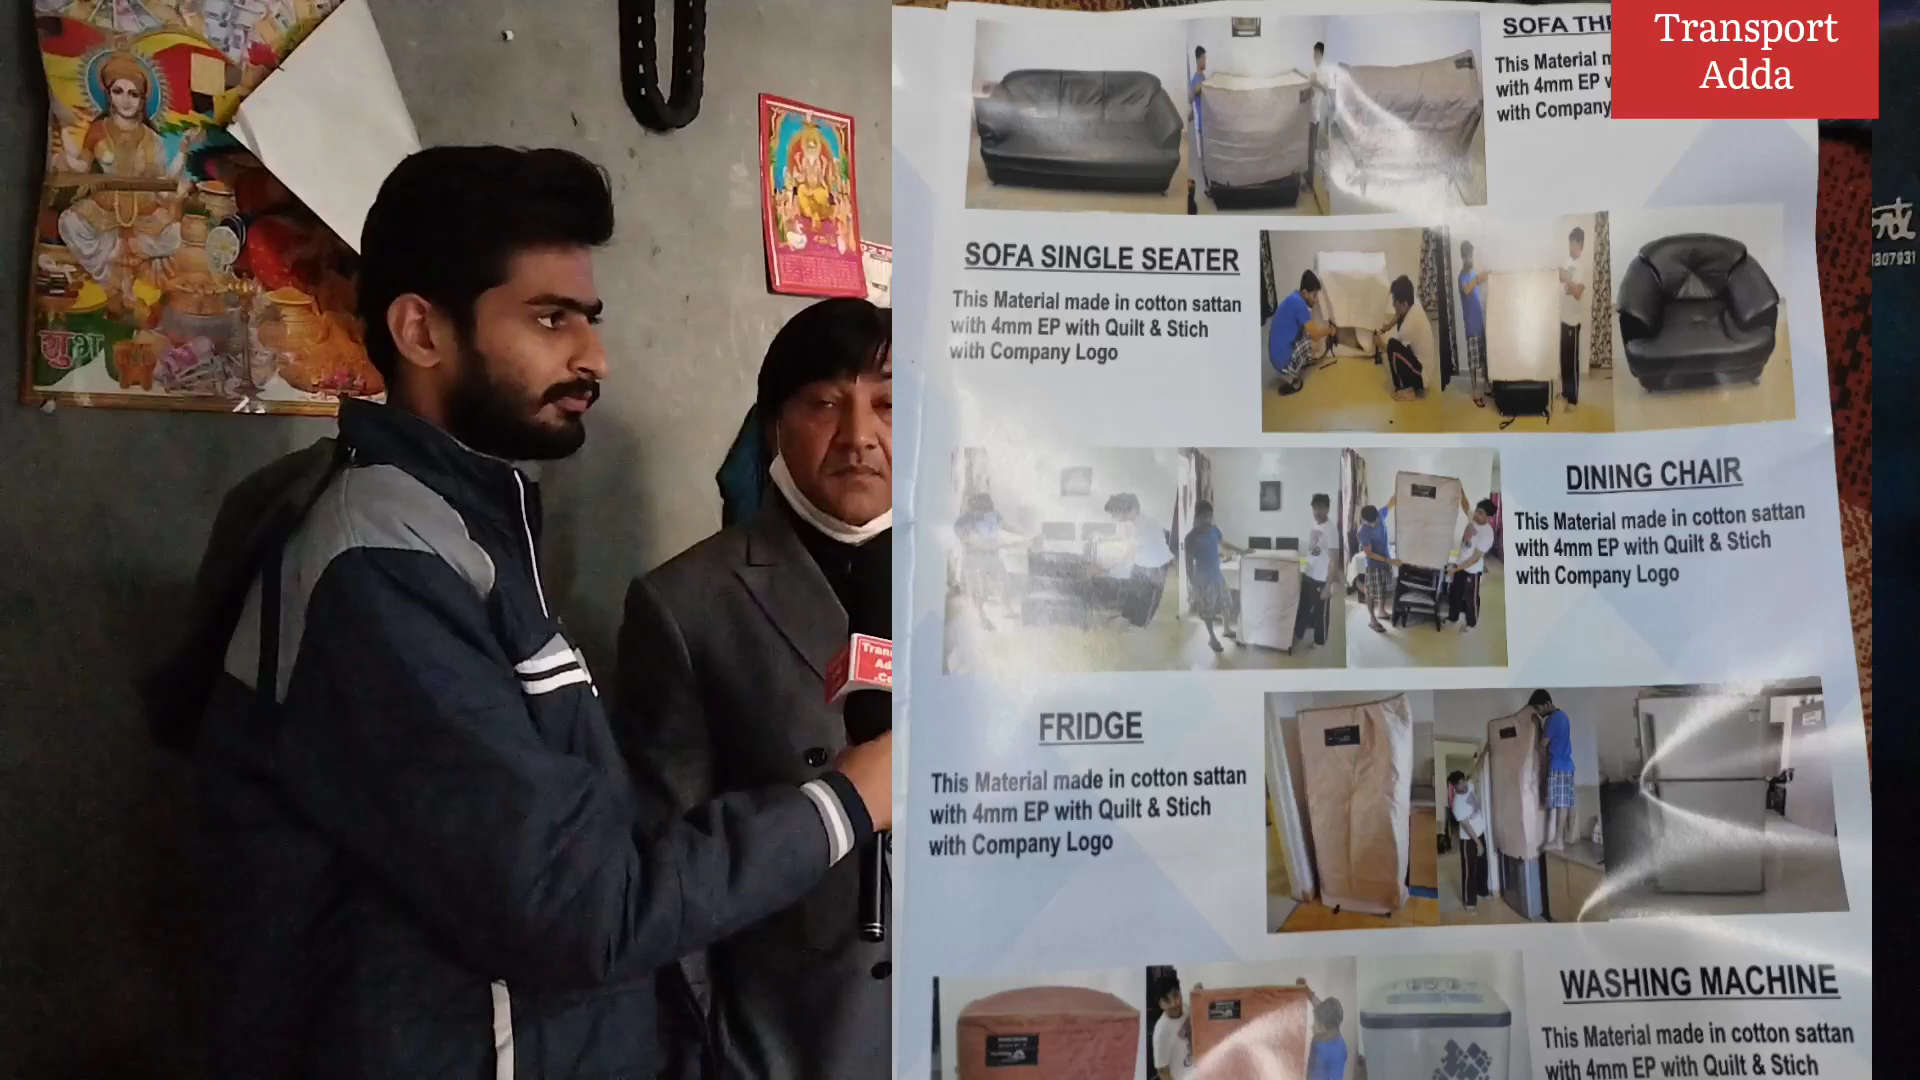 Transport
Adda
शुभ
SOFA
This Material
with 4mm EP
with Company
SOFA SINGLE SEATER
This Material made in cotton sattan
with 4mm EP with Quilt & Stich
with Company Logo
DINING CHAIR
This Material made in cotton sattan
with 4mm EP with Quilt & Stich
with Company Logo
FRIDGE
This Material made in cotton sattan
with 4mm EP with Quilt & Stich
with Company Logo
WASHING MACHINE
This Material made in cotton sattan
with 4mm EP with Quilt & Stich